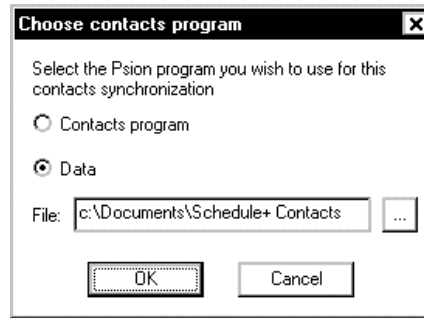 Choose contacts program
Select the Psion program you wish to use for this
contacts synchronization
Contacts program
Data
File: c:\Documents\Schedule+ Contacts ...
OK Cancel